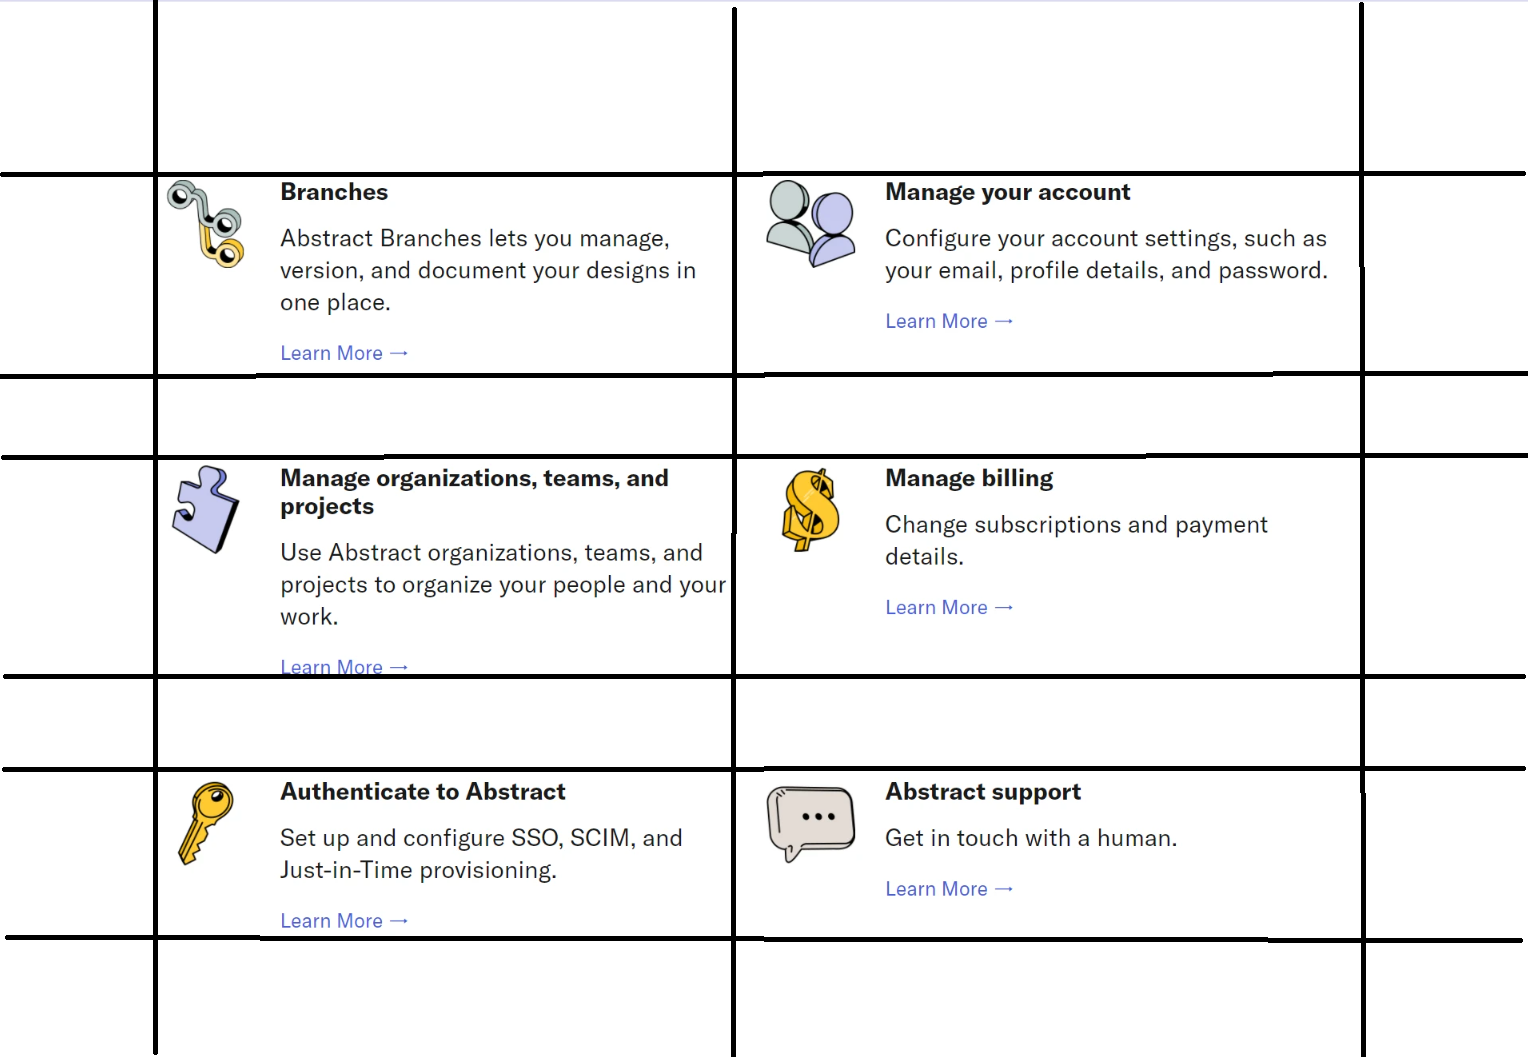 Branches
Abstract Branches lets you manage,
version, and document your designs in
one place.
Learn More →
Manage your account
Configure your account settings, such as
your email, profile details, and password.
Learn More →
Manage organizations, teams, and
projects
Use Abstract organizations, teams, and
projects to organize your people and your
work.
Learn More →
Manage billing
Change subscriptions and payment
details.
Learn More →
Authenticate to Abstract
Set up and configure SSO, SCIM, and
Just-in-Time provisioning.
Learn More →
Abstract support
Get in touch with a human.
Learn More →